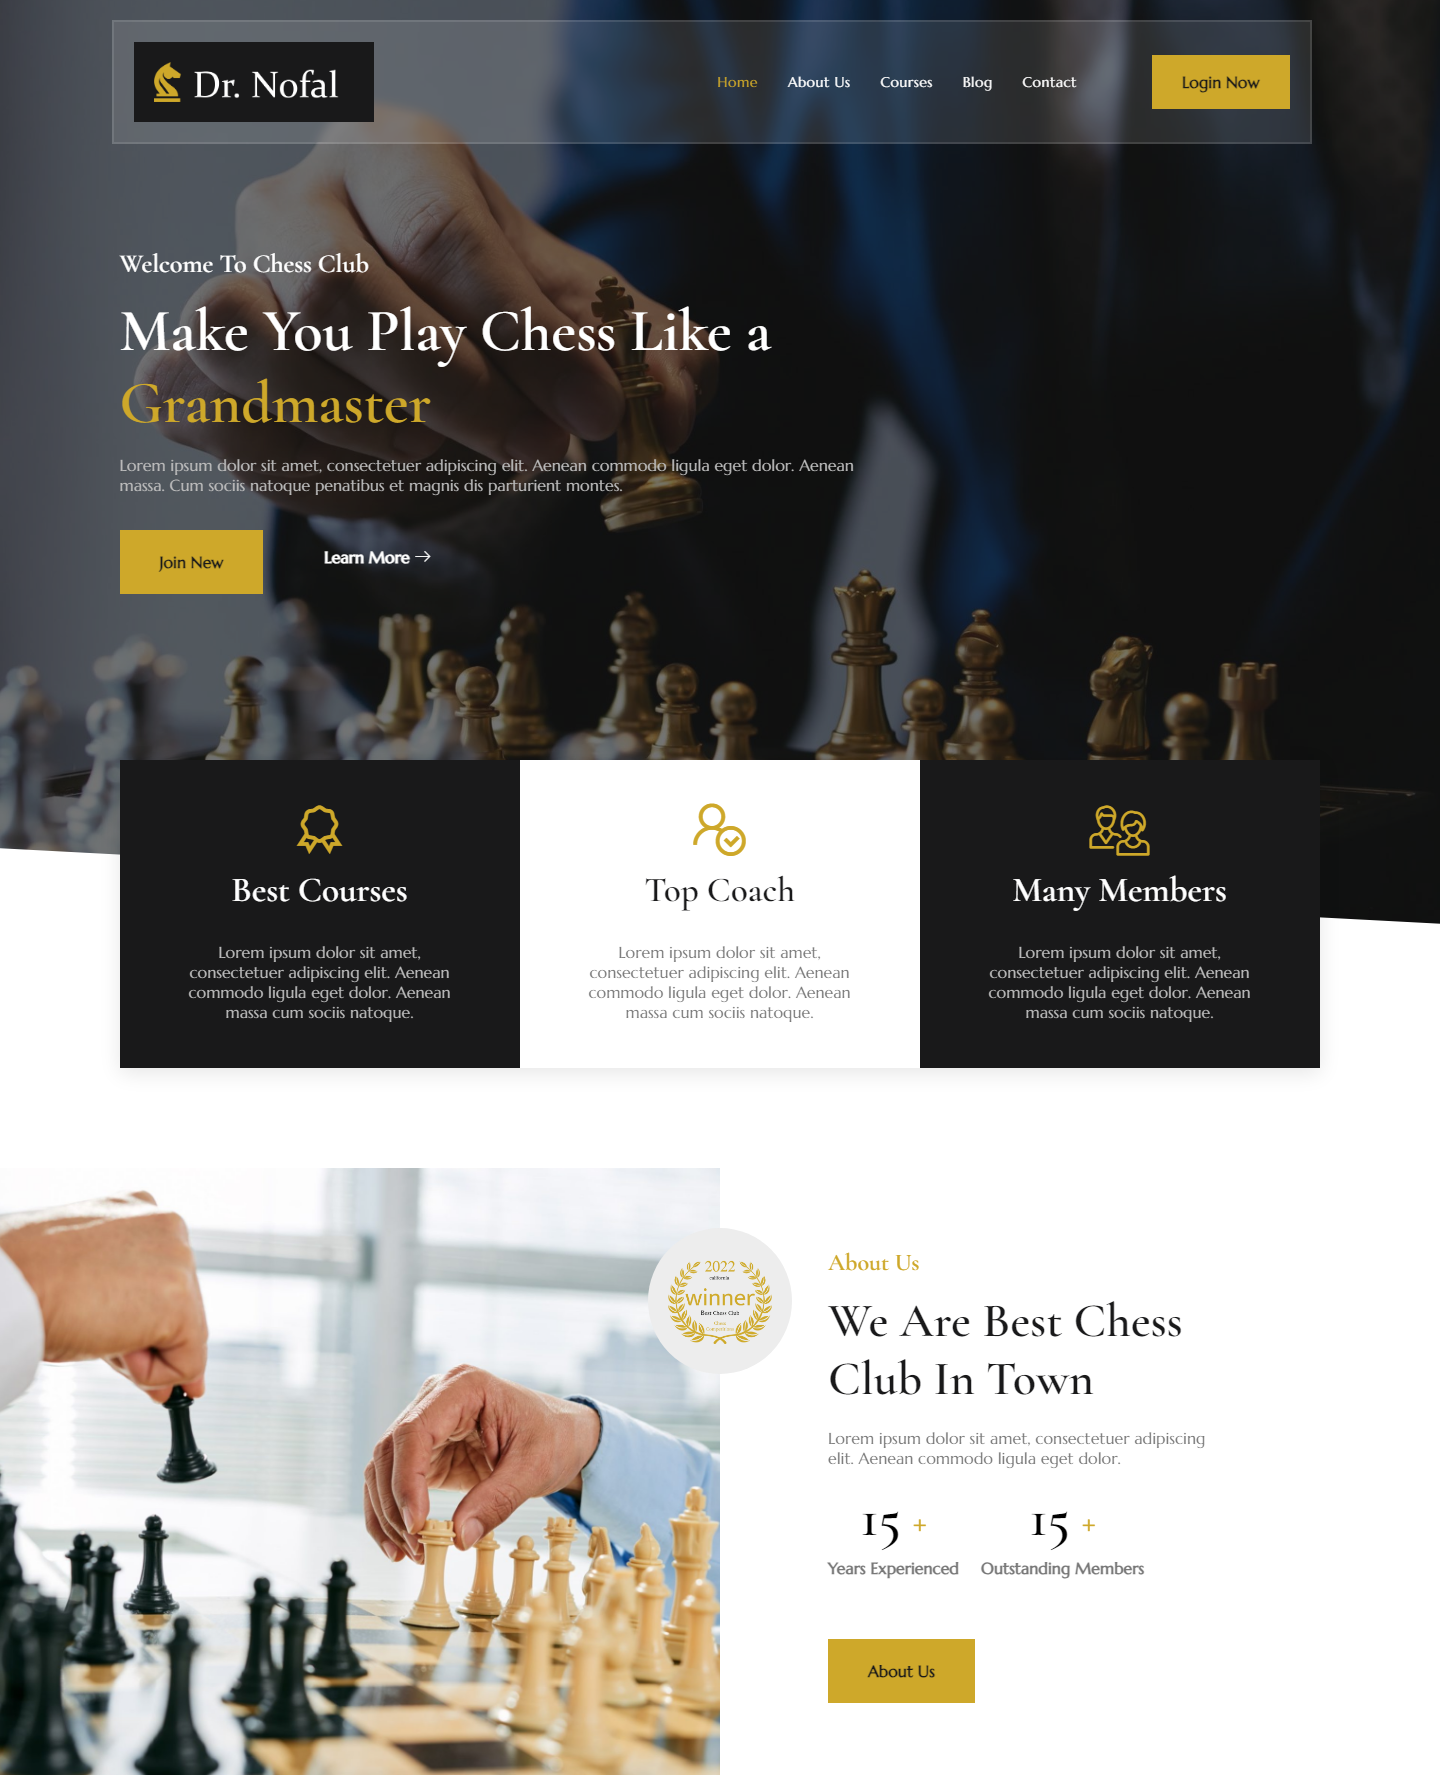 Dr. Nofal
Home
About Us
Courses
Blog
Contact
Login Now
Welcome To Chess Club
Make You Play Chess Like a
Grandmaster
Lorem ipsum dolor sit amet, consectetuer adipiscing elit. Aenean commodo ligula eget dolor. Aenean
massa. Cum sociis natoque penatibus et magnis dis parturient montes.
Join New
Learn More →
Best Courses
Lorem ipsum dolor sit amet,
consectetuer adipiscing elit. Aenean
commodo ligula eget dolor. Aenean
massa cum sociis natoque.
Top Coach
Lorem ipsum dolor sit amet,
consectetuer adipiscing elit. Aenean
commodo ligula eget dolor. Aenean
massa cum sociis natoque.
Many Members
Lorem ipsum dolor sit amet,
consectetuer adipiscing elit. Aenean
commodo ligula eget dolor. Aenean
massa cum sociis natoque.
2022
california
winner
Best Chess Club
About Us
We Are Best Chess
Club In Town
Lorem ipsum dolor sit amet, consectetuer adipiscing
elit. Aenean commodo ligula eget dolor.
15 +
Years Experienced
15 +
Outstanding Members
About Us